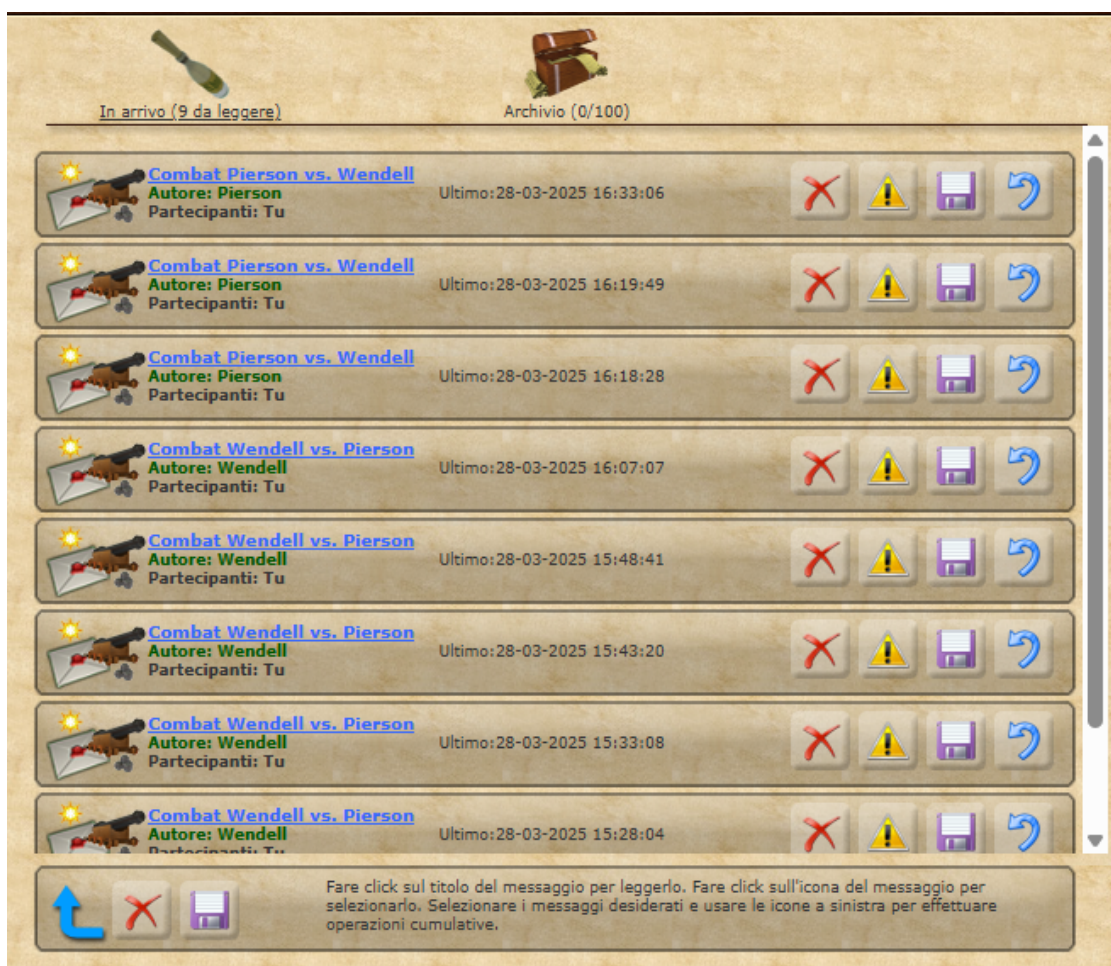 In arrivo (9 da leggere)
Archivio (0/100)
Combat Pierson vs. Wendell
Autore: Pierson
Partecipanti: Tu
Ultimo:28-03-2025 16:33:06
Combat Pierson vs. Wendell
Autore: Pierson
Partecipanti: Tu
Ultimo:28-03-2025 16:19:49
Combat Pierson vs. Wendell
Autore: Pierson
Partecipanti: Tu
Ultimo:28-03-2025 16:18:28
Combat Wendell vs. Pierson
Autore: Wendell
Partecipanti: Tu
Ultimo:28-03-2025 16:07:07
Combat Wendell vs. Pierson
Autore: Wendell
Partecipanti: Tu
Ultimo:28-03-2025 15:48:41
Combat Wendell vs. Pierson
Autore: Wendell
Partecipanti: Tu
Ultimo:28-03-2025 15:43:20
Combat Wendell vs. Pierson
Autore: Wendell
Partecipanti: Tu
Ultimo:28-03-2025 15:33:08
Combat Wendell vs. Pierson
Autore: Wendell
Partecipanti: Tu
Ultimo:28-03-2025 15:28:04
Fare click sul titolo del messaggio per leggerlo. Fare click sull'icona del messaggio per
selezionarlo. Selezionare i messaggi desiderati e usare le icone a sinistra per effettuare
operazioni cumulative.